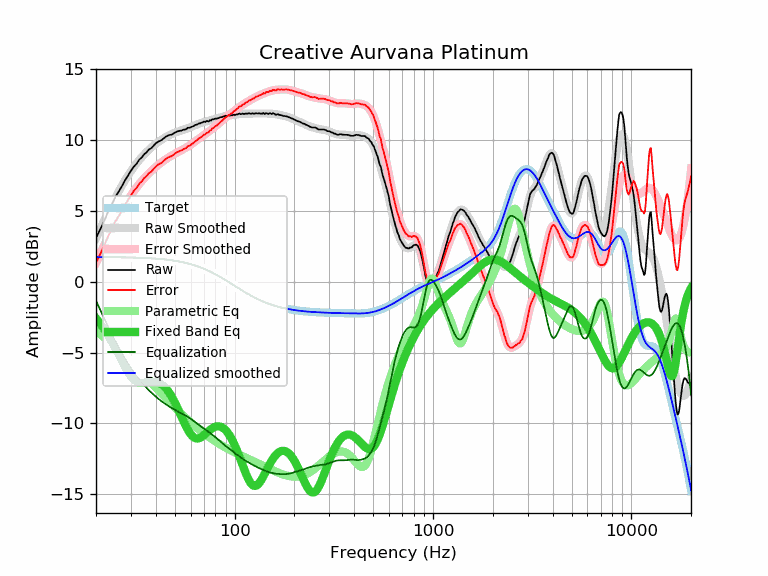 Creative Aurvana Platinum
15
10
5
0
−5
−10
−15
Amplitude (dBr)
Target
Raw Smoothed
Error Smoothed
Raw
Error
Parametric Eq
Fixed Band Eq
Equalization
Equalized smoothed
100
1000
10000
Frequency (Hz)